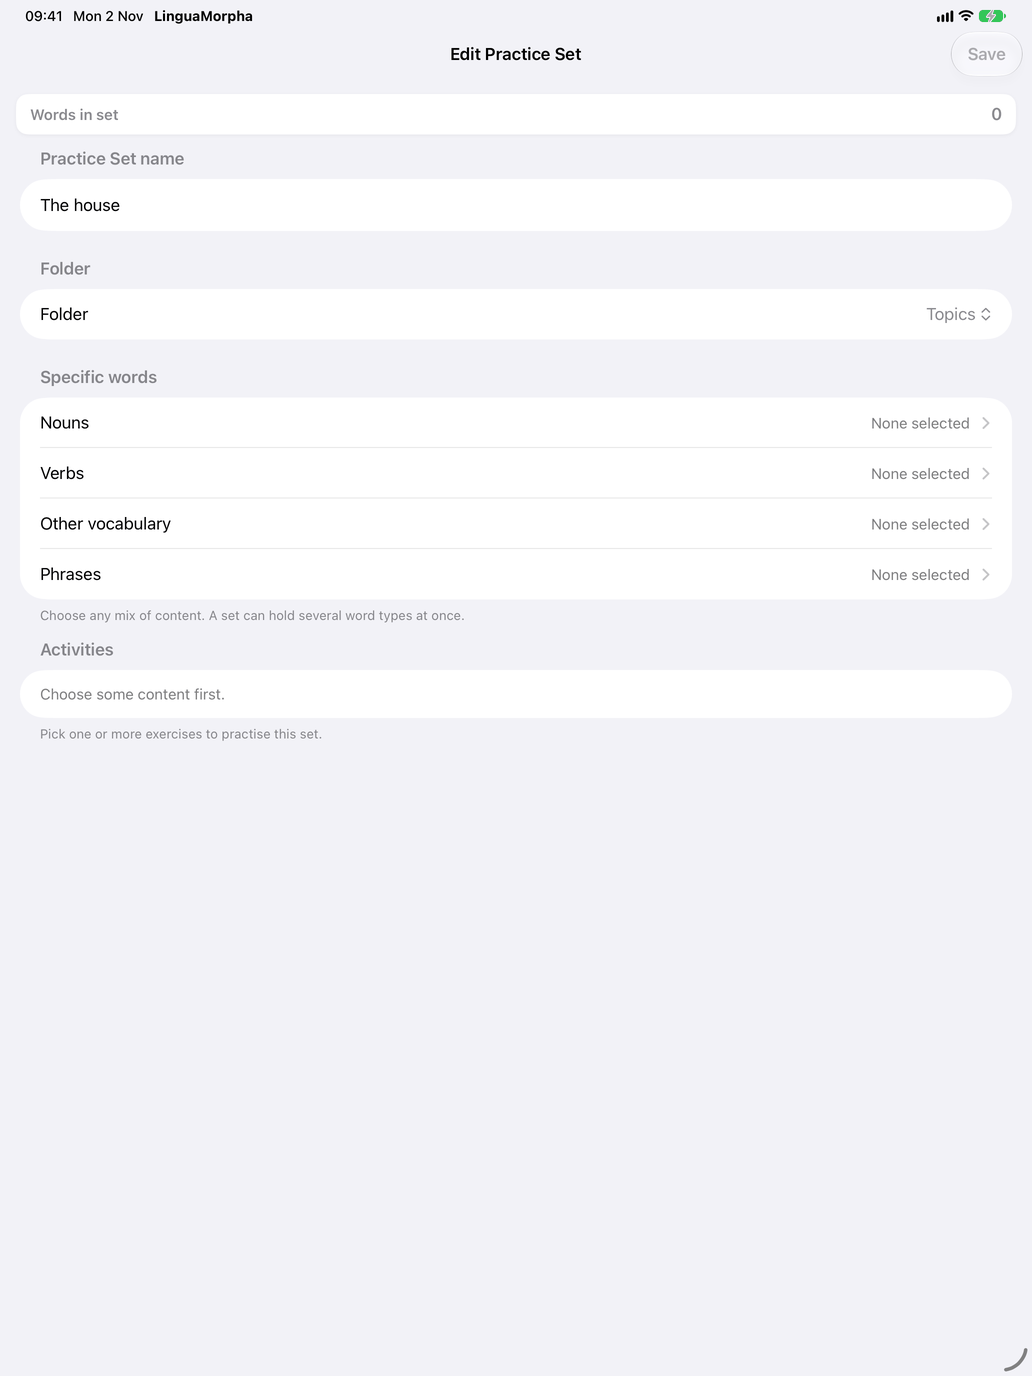 09:41 Mon 2 Nov LinguaMorpha
Edit Practice Set
Save
Words in set 0
Practice Set name
The house
Folder
Folder Topics
Specific words
Nouns None selected
Verbs None selected
Other vocabulary None selected
Phrases None selected
Choose any mix of content. A set can hold several word types at once.
Activities
Choose some content first.
Pick one or more exercises to practise this set.